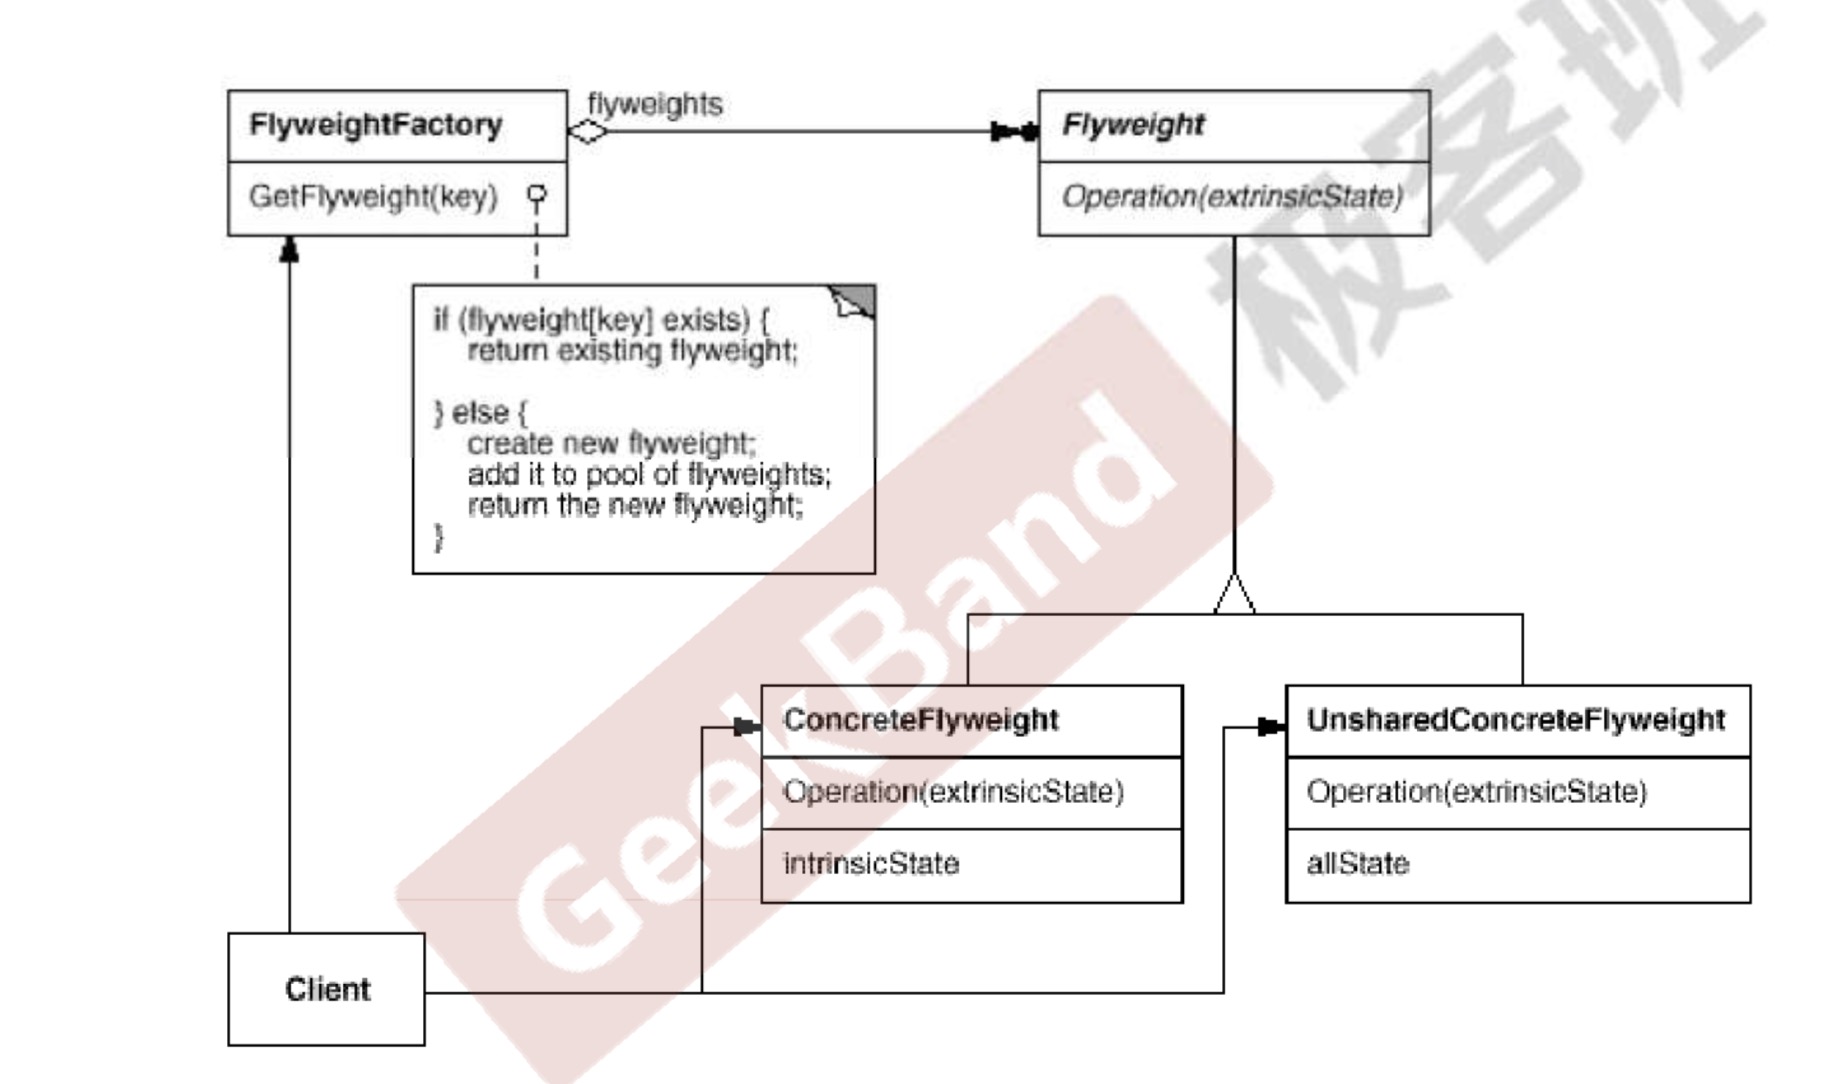 flyweights
FlyweightFactory
Flyweight
GetFlyweight(key)
Operation(extrinsicState)
if (flyweight[key] exists) {
return existing flyweight;
} else {
create new flyweight;
add it to pool of flyweights;
return the new flyweight;
}
ConcreteFlyweight
UnsharedConcreteFlyweight
Operation(extrinsicState)
Operation(extrinsicState)
intrinsicState
allState
Client
GeekBand
极客班